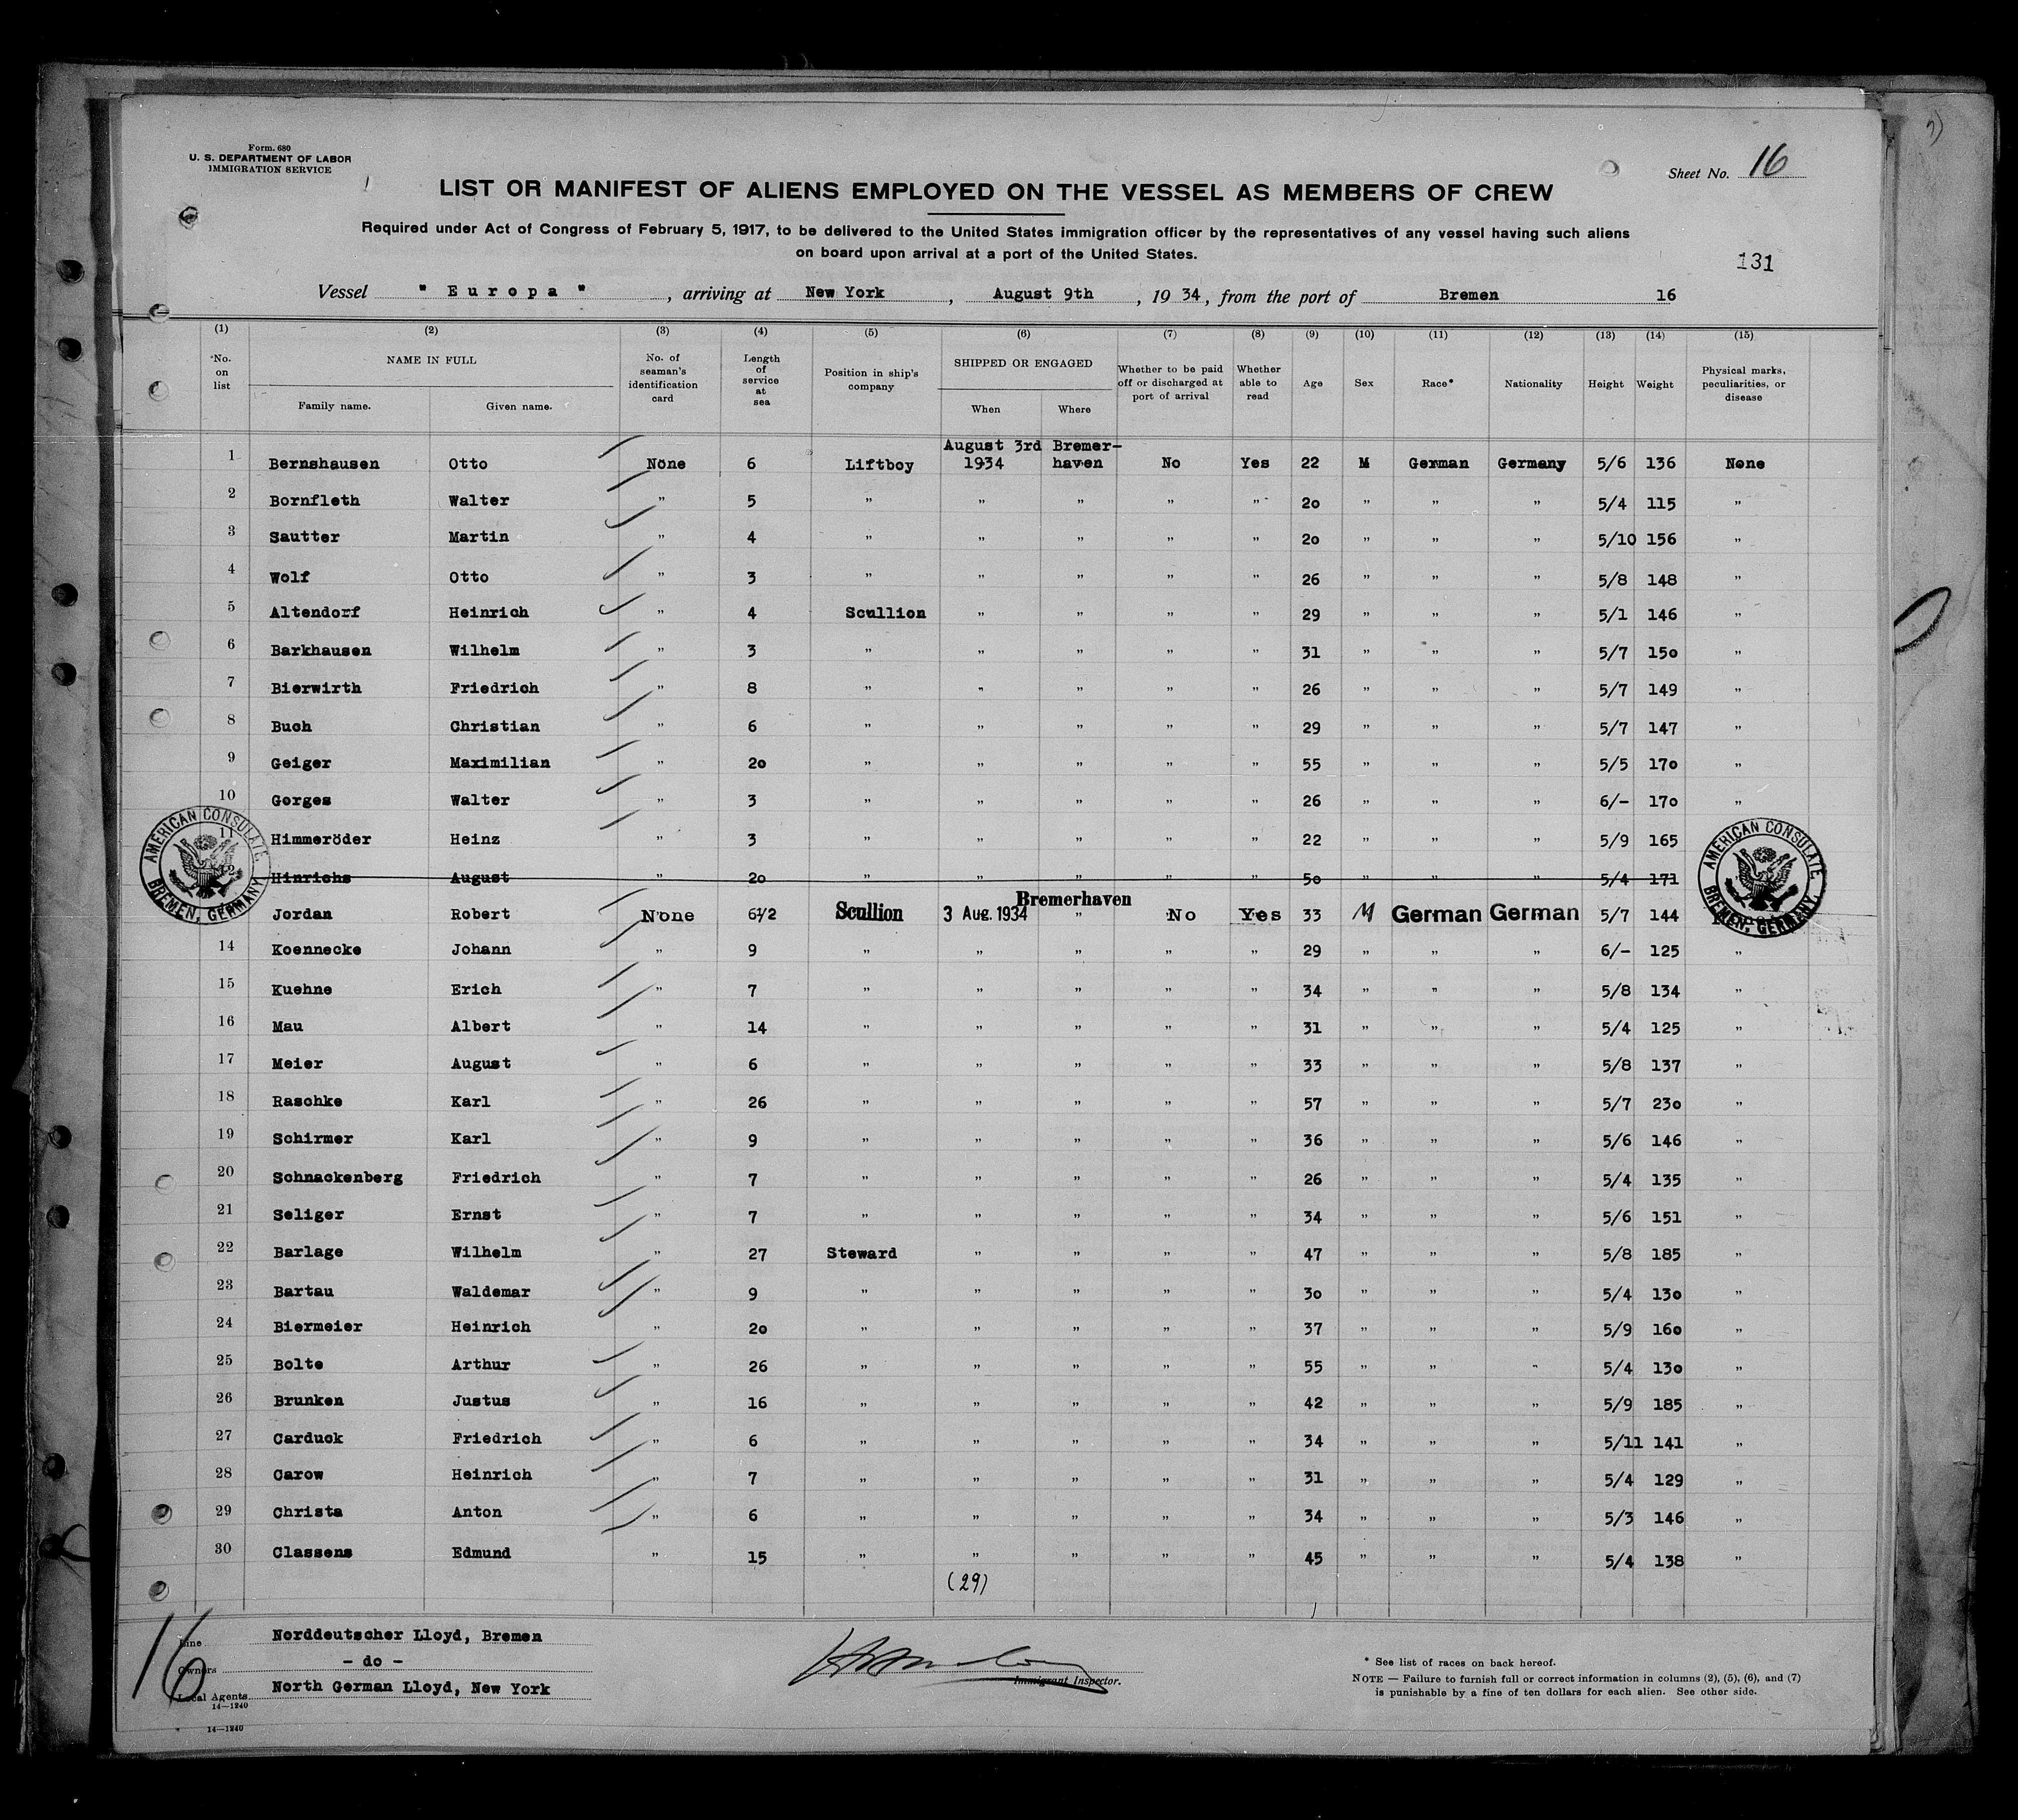 Form. 680
U. S. DEPARTMENT OF LABOR
IMMIGRATION SERVICE
Sheet No. 16
LIST OR MANIFEST OF ALIENS EMPLOYED ON THE VESSEL AS MEMBERS OF CREW
Required under Act of Congress of February 5, 1917, to be delivered to the United States immigration officer by the representatives of any vessel having such aliens
on board upon arrival at a port of the United States.
131
Vessel " Europa " , arriving at New York , August 9th , 19 34 , from the port of Bremen 16
(1) (2) (3) (4) (5) (6) (7) (8) (9) (10) (11) (12) (13) (14) (15)
No. on list NAME IN FULL Family name. Given name. No. of seaman's identification card Length of service at sea Position in ship's company SHIPPED OR ENGAGED When Where Whether to be paid off or discharged at port of arrival Whether able to read Age Sex Race* Nationality Height Weight Physical marks, peculiarities, or disease
August 3rd Bremer-
1 Bernshausen Otto None 6 Liftboy 1934 haven No Yes 22 M German Germany 5/6 136 None
2 Bornfleth Walter " 5 " " " " " 20 " " " 5/4 115 "
3 Sautter Martin " 4 " " " " " 20 " " " 5/10 156 "
4 Wolf Otto " 3 " " " " " 26 " " " 5/8 148 "
5 Altendorf Heinrich " 4 Scullion " " " " 29 " " " 5/1 146 "
6 Barkhausen Wilhelm " 3 " " " " " 31 " " " 5/7 150 "
7 Bierwirth Friedrich " 8 " " " " " 26 " " " 5/7 149 "
8 Buch Christian " 6 " " " " " 29 " " " 5/7 147 "
9 Geiger Maximilian " 20 " " " " " 55 " " " 5/5 170 "
10 Gorges Walter " 3 " " " " " 26 " " " 6/- 170 "
11 Himmeröder Heinz " 3 " " " " " 22 " " " 5/9 165
Hinrichs August " 20 " " " " " 50 " " " 5/4 171
Bremerhaven
Jordan Robert None 6½ Scullion 3 Aug. 1934 " No Yes 33 M German German 5/7 144
14 Koennecke Johann " 9 " " " " " 29 " " " 6/- 125 "
15 Kuehne Erich " 7 " " " " " 34 " " " 5/8 134 "
16 Mau Albert " 14 " " " " " 31 " " " 5/4 125 "
17 Meier August " 6 " " " " " 33 " " " 5/8 137 "
18 Raschke Karl " 26 " " " " " 57 " " " 5/7 230 "
19 Schirmer Karl " 9 " " " " " 36 " " " 5/6 146 "
20 Schnackenberg Friedrich " 7 " " " " " 26 " " " 5/4 135 "
21 Seliger Ernst " 7 " " " " " 34 " " " 5/6 151 "
22 Barlage Wilhelm " 27 Steward " " " " 47 " " " 5/8 185 "
23 Bartau Waldemar " 9 " " " " " 30 " " " 5/4 130 "
24 Biermeier Heinrich " 20 " " " " " 37 " " " 5/9 160 "
25 Bolte Arthur " 26 " " " " " 55 " " " 5/4 130 "
26 Brunken Justus " 16 " " " " " 42 " " " 5/9 185 "
27 Carduck Friedrich " 6 " " " " " 34 " " " 5/11 141 "
28 Carow Heinrich " 7 " " " " " 31 " " " 5/4 129 "
29 Christa Anton " 6 " " " " " 34 " " " 5/3 146 "
30 Classens Edmund " 15 " " " " " 45 " " " 5/4 138 "
(29)
AMERICAN CONSULATE BREMEN, GERMANY
AMERICAN CONSULATE BREMEN, GERMANY
16
Line Norddeutscher Lloyd, Bremen
Owners - do -
Local Agents North German Lloyd, New York
14—1240
14—1240
Immigrant Inspector.
* See list of races on back hereof.
NOTE — Failure to furnish full or correct information in columns (2), (5), (6), and (7)
is punishable by a fine of ten dollars for each alien. See other side.